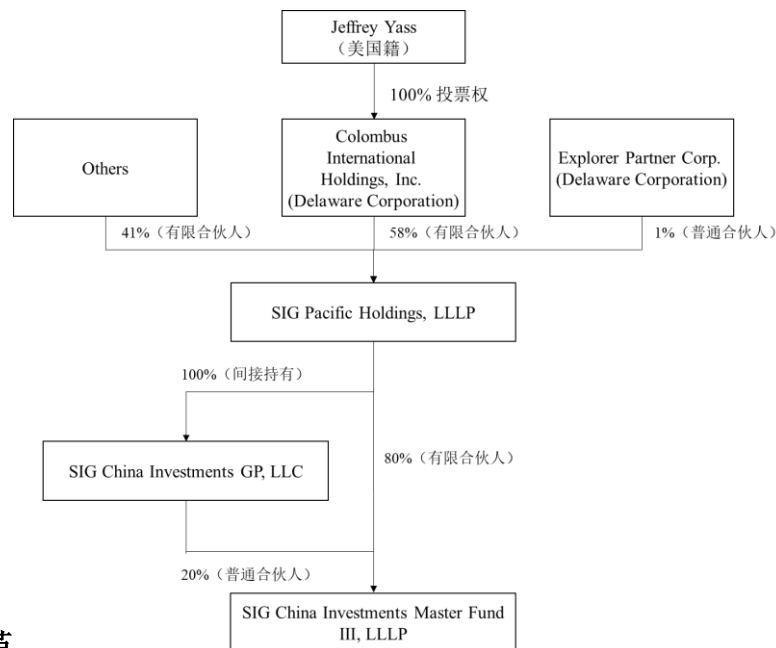 Jeffrey Yass
（美国籍）
100% 投票权
Others
Colombus
International
Holdings, Inc.
(Delaware Corporation)
Explorer Partner Corp.
(Delaware Corporation)
41%（有限合伙人）
58%（有限合伙人）
1%（普通合伙人）
SIG Pacific Holdings, LLLP
100%（间接持有）
SIG China Investments GP, LLC
80%（有限合伙人）
20%（普通合伙人）
SIG China Investments Master Fund
III, LLLP